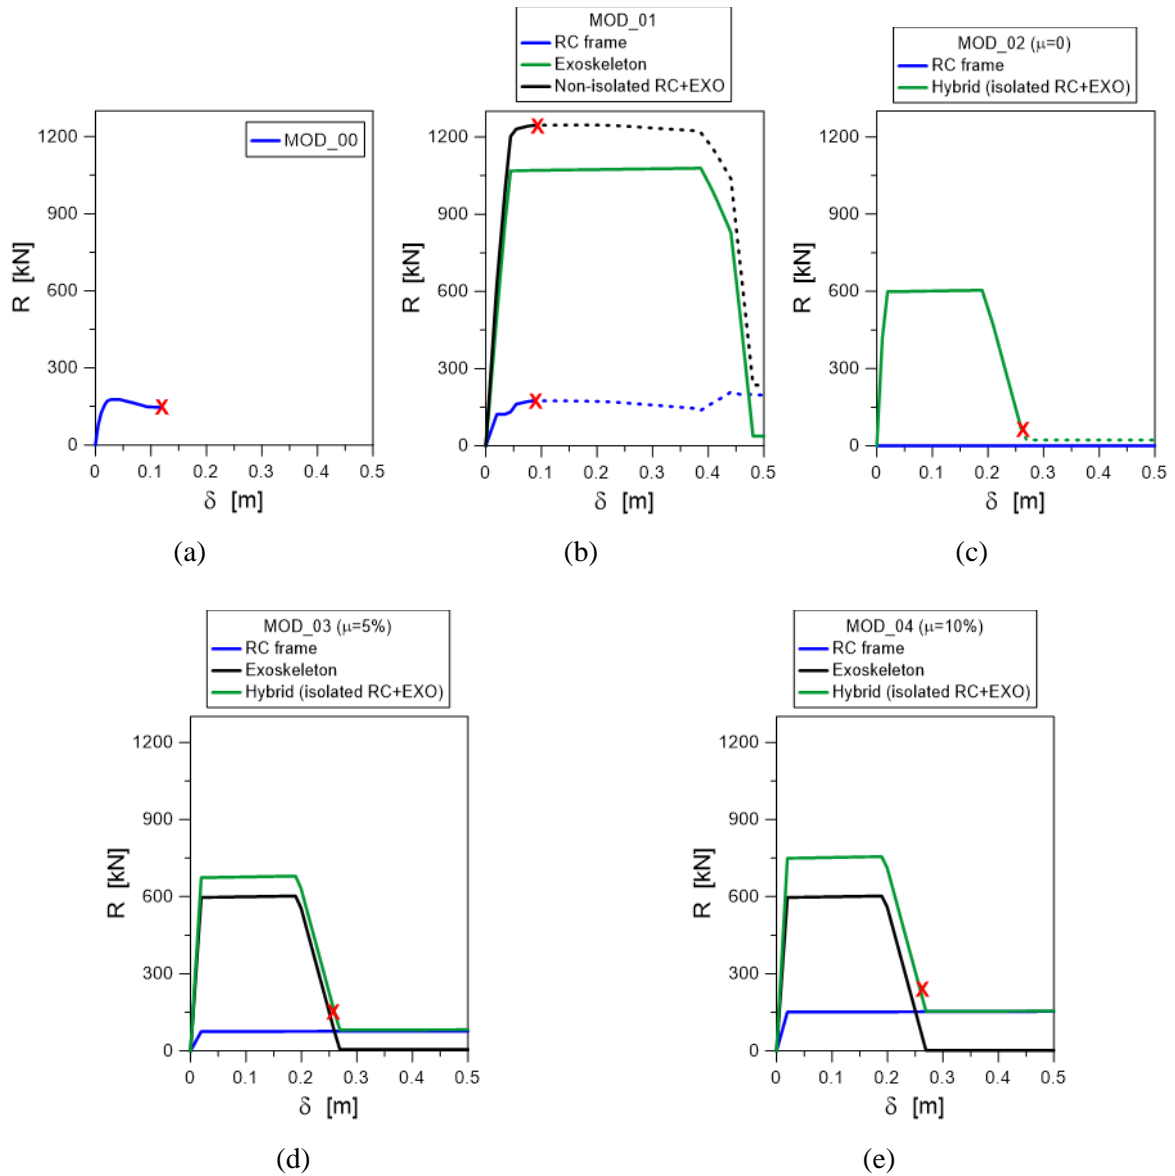 MOD_00
1200
900
600
300
0
R [kN]
0 0.1 0.2 0.3 0.4 0.5
δ [m]
(a)
MOD_01
RC frame
Exoskeleton
Non-isolated RC+EXO
1200
900
600
300
0
R [kN]
0 0.1 0.2 0.3 0.4 0.5
δ [m]
(b)
MOD_02 (μ=0)
RC frame
Hybrid (isolated RC+EXO)
1200
900
600
300
0
R [kN]
0 0.1 0.2 0.3 0.4 0.5
δ [m]
(c)
MOD_03 (μ=5%)
RC frame
Exoskeleton
Hybrid (isolated RC+EXO)
1200
900
600
300
0
R [kN]
0 0.1 0.2 0.3 0.4 0.5
δ [m]
(d)
MOD_04 (μ=10%)
RC frame
Exoskeleton
Hybrid (isolated RC+EXO)
1200
900
600
300
0
R [kN]
0 0.1 0.2 0.3 0.4 0.5
δ [m]
(e)